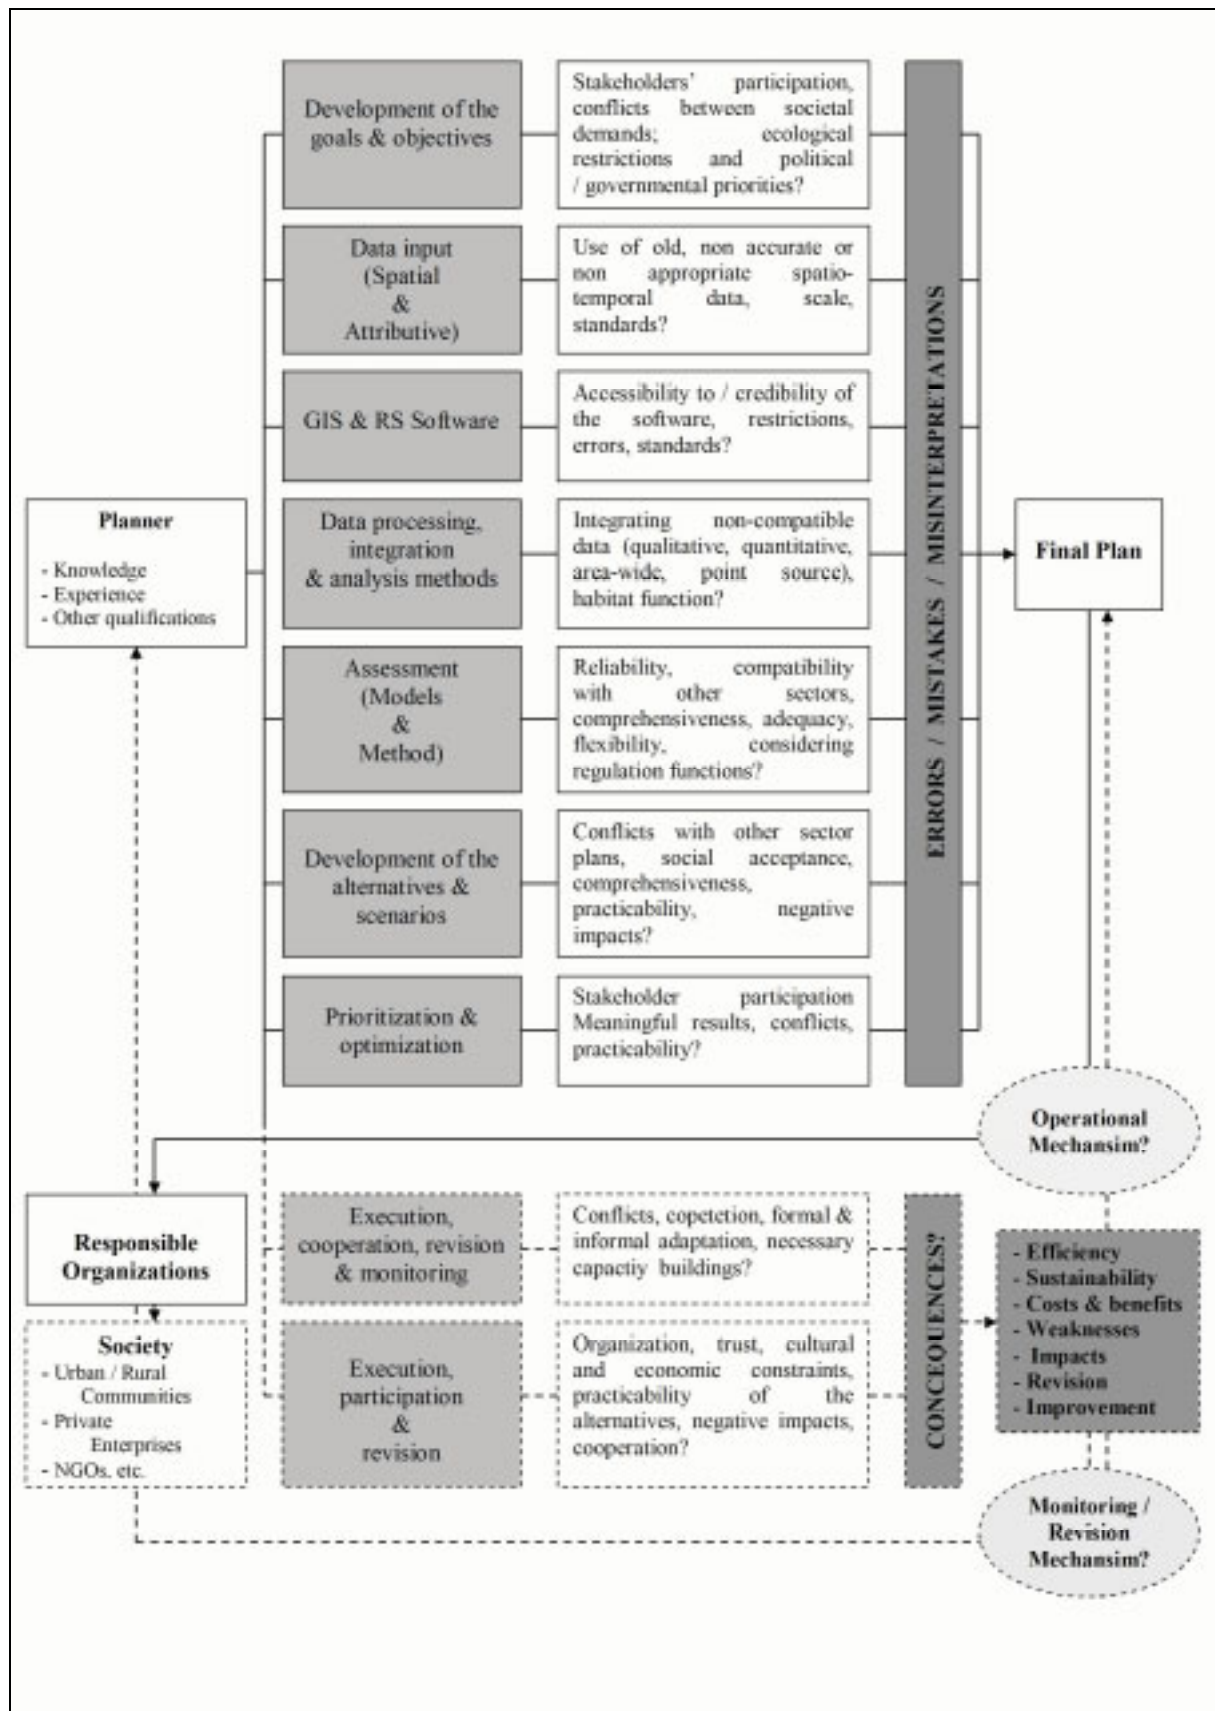 Development of the
goals & objectives
Stakeholders' participation,
conflicts between societal
demands; ecological
restrictions and political
/ governmental priorities?
Data input
(Spatial
&
Attributive)
Use of old, non accurate or
non appropriate spatio-
temporal data, scale,
standards?
GIS & RS Software
Accessibility to / credibility of
the software, restrictions,
errors, standards?
Planner
- Knowledge
- Experience
- Other qualifications
Data processing,
integration
& analysis methods
Integrating non-compatible
data (qualitative, quantitative,
area-wide, point source),
habitat function?
ERRORS / MISTAKES / MISINTERPRETATIONS
Final Plan
Assessment
(Models
&
Method)
Reliability, compatibility
with other sectors,
comprehensiveness, adequacy,
flexibility, considering
regulation functions?
Development of the
alternatives &
scenarios
Conflicts with other sector
plans, social acceptance,
comprehensiveness,
practicability, negative
impacts?
Prioritization &
optimization
Stakeholder participation
Meaningful results, conflicts,
practicability?
Operational
Mechansim?
Responsible
Organizations
Execution,
cooperation, revision
& monitoring
Conflicts, copetetion, formal &
informal adaptation, necessary
capactiy buildings?
CONCEQUENCES?
- Efficiency
- Sustainability
- Costs & benefits
- Weaknesses
- Impacts
- Revision
- Improvement
Society
- Urban / Rural
Communities
- Private
Enterprises
- NGOs. etc.
Execution,
participation
&
revision
Organization, trust, cultural
and economic constraints,
practicability of the
alternatives, negative impacts,
cooperation?
Monitoring /
Revision
Mechansim?